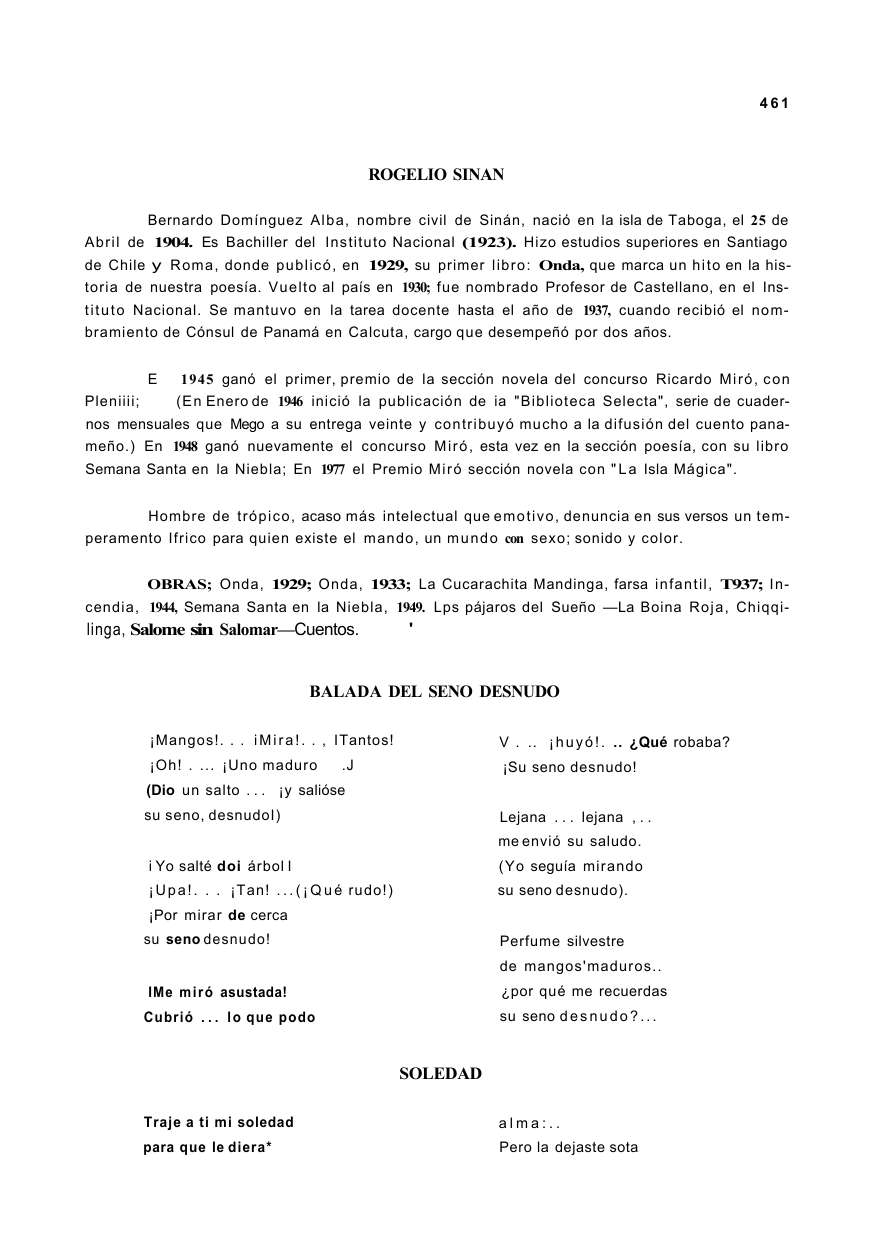 461
ROGELIO SINAN
Bernardo Domínguez Alba, nombre civil de Sinán, nació en la isla de Taboga, el 25 de
Abril de 1904. Es Bachiller del Instituto Nacional (1923). Hizo estudios superiores en Santiago
de Chile y Roma, donde publicó, en 1929, su primer libro: Onda, que marca un hito en la his-
toria de nuestra poesía. Vuelto al país en 1930; fue nombrado Profesor de Castellano, en el Ins-
tituto Nacional. Se mantuvo en la tarea docente hasta el año de 1937, cuando recibió el nom-
bramiento de Cónsul de Panamá en Calcuta, cargo que desempeñó por dos años.
E 1945 ganó el primer, premio de la sección novela del concurso Ricardo Miró, con
Pleniiii; (En Enero de 1946 inició la publicación de ia "Biblioteca Selecta", serie de cuader-
nos mensuales que Mego a su entrega veinte y contribuyó mucho a la difusión del cuento pana-
meño.) En 1948 ganó nuevamente el concurso Miró, esta vez en la sección poesía, con su libro
Semana Santa en la Niebla; En 1977 el Premio Miró sección novela con "La Isla Mágica".
Hombre de trópico, acaso más intelectual que emotivo, denuncia en sus versos un tem-
peramento Ifrico para quien existe el mando, un mundo con sexo; sonido y color.
OBRAS; Onda, 1929; Onda, 1933; La Cucarachita Mandinga, farsa infantil, T937; In-
cendia, 1944, Semana Santa en la Niebla, 1949. Lps pájaros del Sueño —La Boina Roja, Chiqqi-
linga, Salome sin Salomar—Cuentos. '
BALADA DEL SENO DESNUDO
¡Mangos!. . . ¡Mira!. . , lTantos!
¡Oh! . ... ¡Uno maduro .J
(Dio un salto . . . ¡y salióse
su seno, desnudol)
¡Yo salté doi árbol l
¡Upa!. . . ¡Tan! ...(¡Qué rudo!)
¡Por mirar de cerca
su seno desnudo!
lMe miró asustada!
Cubrió ... lo que podo
V . .. ¡huyó!. .. ¿Qué robaba?
¡Su seno desnudo!
Lejana . . . lejana , . .
me envió su saludo.
(Yo seguía mirando
su seno desnudo).
Perfume silvestre
de mangos'maduros..
¿por qué me recuerdas
su seno desnudo?...
SOLEDAD
Traje a ti mi soledad
para que le diera*
alma:..
Pero la dejaste sota